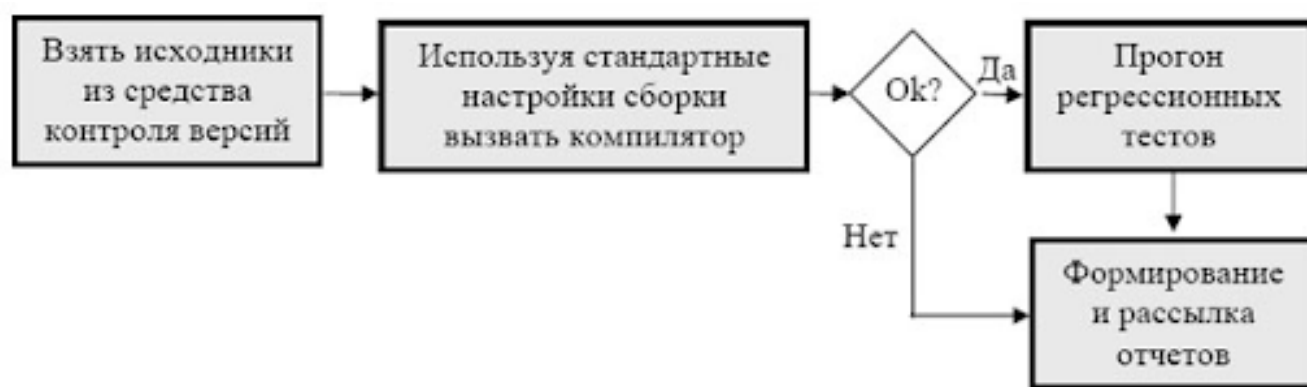 Взять исходники
из средства
контроля версий
Используя стандартные
настройки сборки
вызвать компилятор
Ok?
Да
Прогон
регрессионных
тестов
Нет
Формирование
и рассылка
отчетов